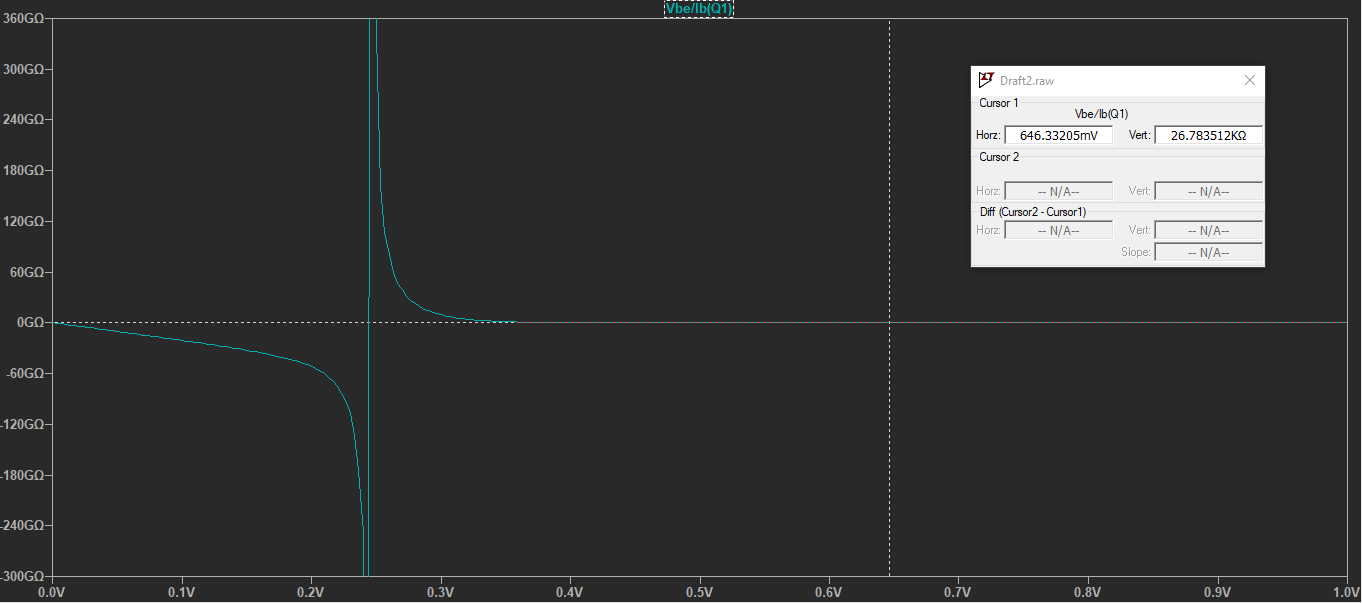 Vbe/Ib(Q1)
360GΩ
300GΩ
240GΩ
180GΩ
120GΩ
60GΩ
0GΩ
-60GΩ
-120GΩ
-180GΩ
-240GΩ
-300GΩ
0.0V 0.1V 0.2V 0.3V 0.4V 0.5V 0.6V 0.7V 0.8V 0.9V 1.0V
Draft2.raw
Cursor 1
Vbe/Ib(Q1)
Horz: 646.33205mV Vert: 26.783512KΩ
Cursor 2
Horz: -- N/A-- Vert: -- N/A--
Diff (Cursor2 - Cursor1)
Horz: -- N/A-- Vert: -- N/A--
Slope: -- N/A--